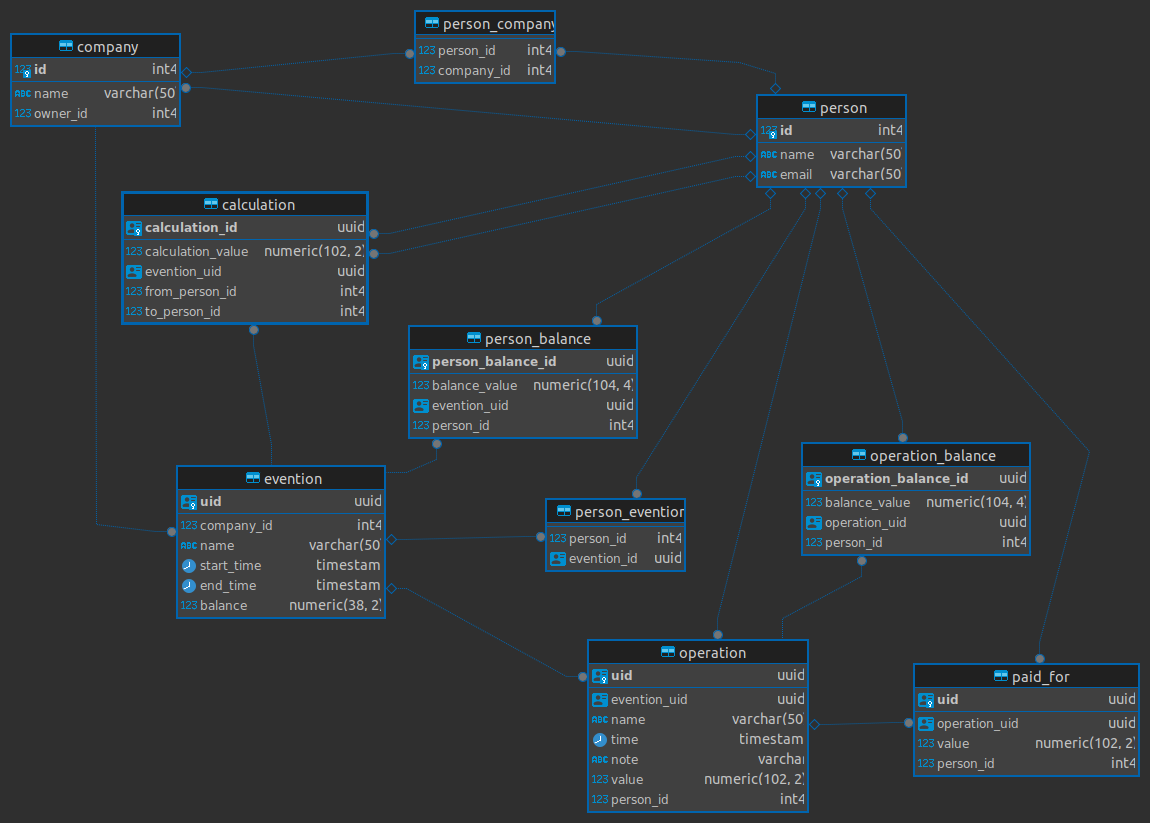 company
123 id int4
ABC name varchar(50
123 owner_id int4
person_company
123 person_id int4
123 company_id int4
person
123 id int4
ABC name varchar(50
ABC email varchar(50
calculation
calculation_id uuid
123 calculation_value numeric(102, 2)
evention_uid uuid
123 from_person_id int4
123 to_person_id int4
person_balance
person_balance_id uuid
123 balance_value numeric(104, 4)
evention_uid uuid
123 person_id int4
evention
uid uuid
123 company_id int4
ABC name varchar(50
start_time timestam
end_time timestam
123 balance numeric(38, 2)
person_evention
123 person_id int4
evention_id uuid
operation_balance
operation_balance_id uuid
123 balance_value numeric(104, 4)
operation_uid uuid
123 person_id int4
operation
uid uuid
evention_uid uuid
ABC name varchar(50
time timestam
ABC note varcha
123 value numeric(102, 2)
123 person_id int4
paid_for
uid uuid
operation_uid uuid
123 value numeric(102, 2)
123 person_id int4